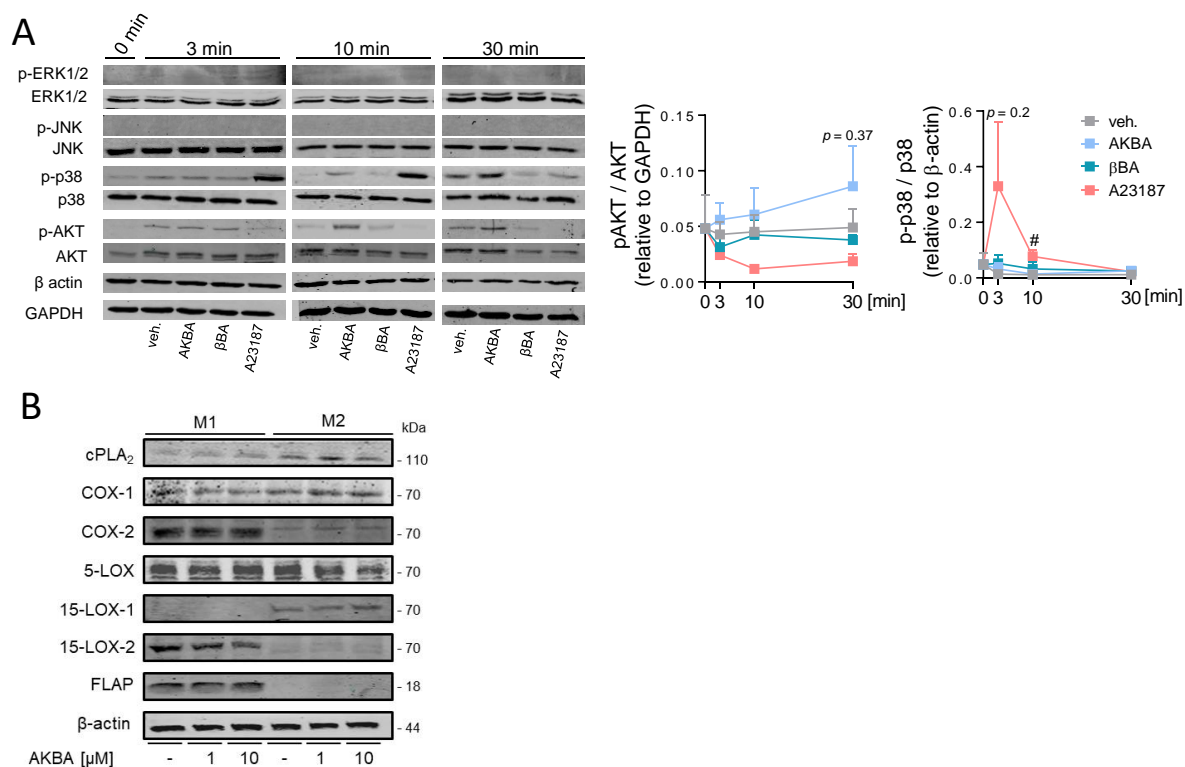 A
0 min 3 min 10 min 30 min
p-ERK1/2
ERK1/2
p-JNK
JNK
p-p38
p38
p-AKT
AKT
β actin
GAPDH
veh. AKBA βBA A23187 veh. AKBA βBA A23187 veh. AKBA βBA A23187
pAKT / AKT
(relative to GAPDH)
0.15
0.10
0.05
0.00
p = 0.37
0 3 10 30 [min]
p-p38 / p38
(relative to β-actin)
0.6
0.4
0.2
0.0
p = 0.2
#
0 3 10 30 [min]
veh.
AKBA
βBA
A23187
B
M1 M2 kDa
cPLA₂ - 110
COX-1 - 70
COX-2 - 70
5-LOX - 70
15-LOX-1 - 70
15-LOX-2 - 70
FLAP - 18
β-actin - 44
AKBA [µM] - 1 10 - 1 10